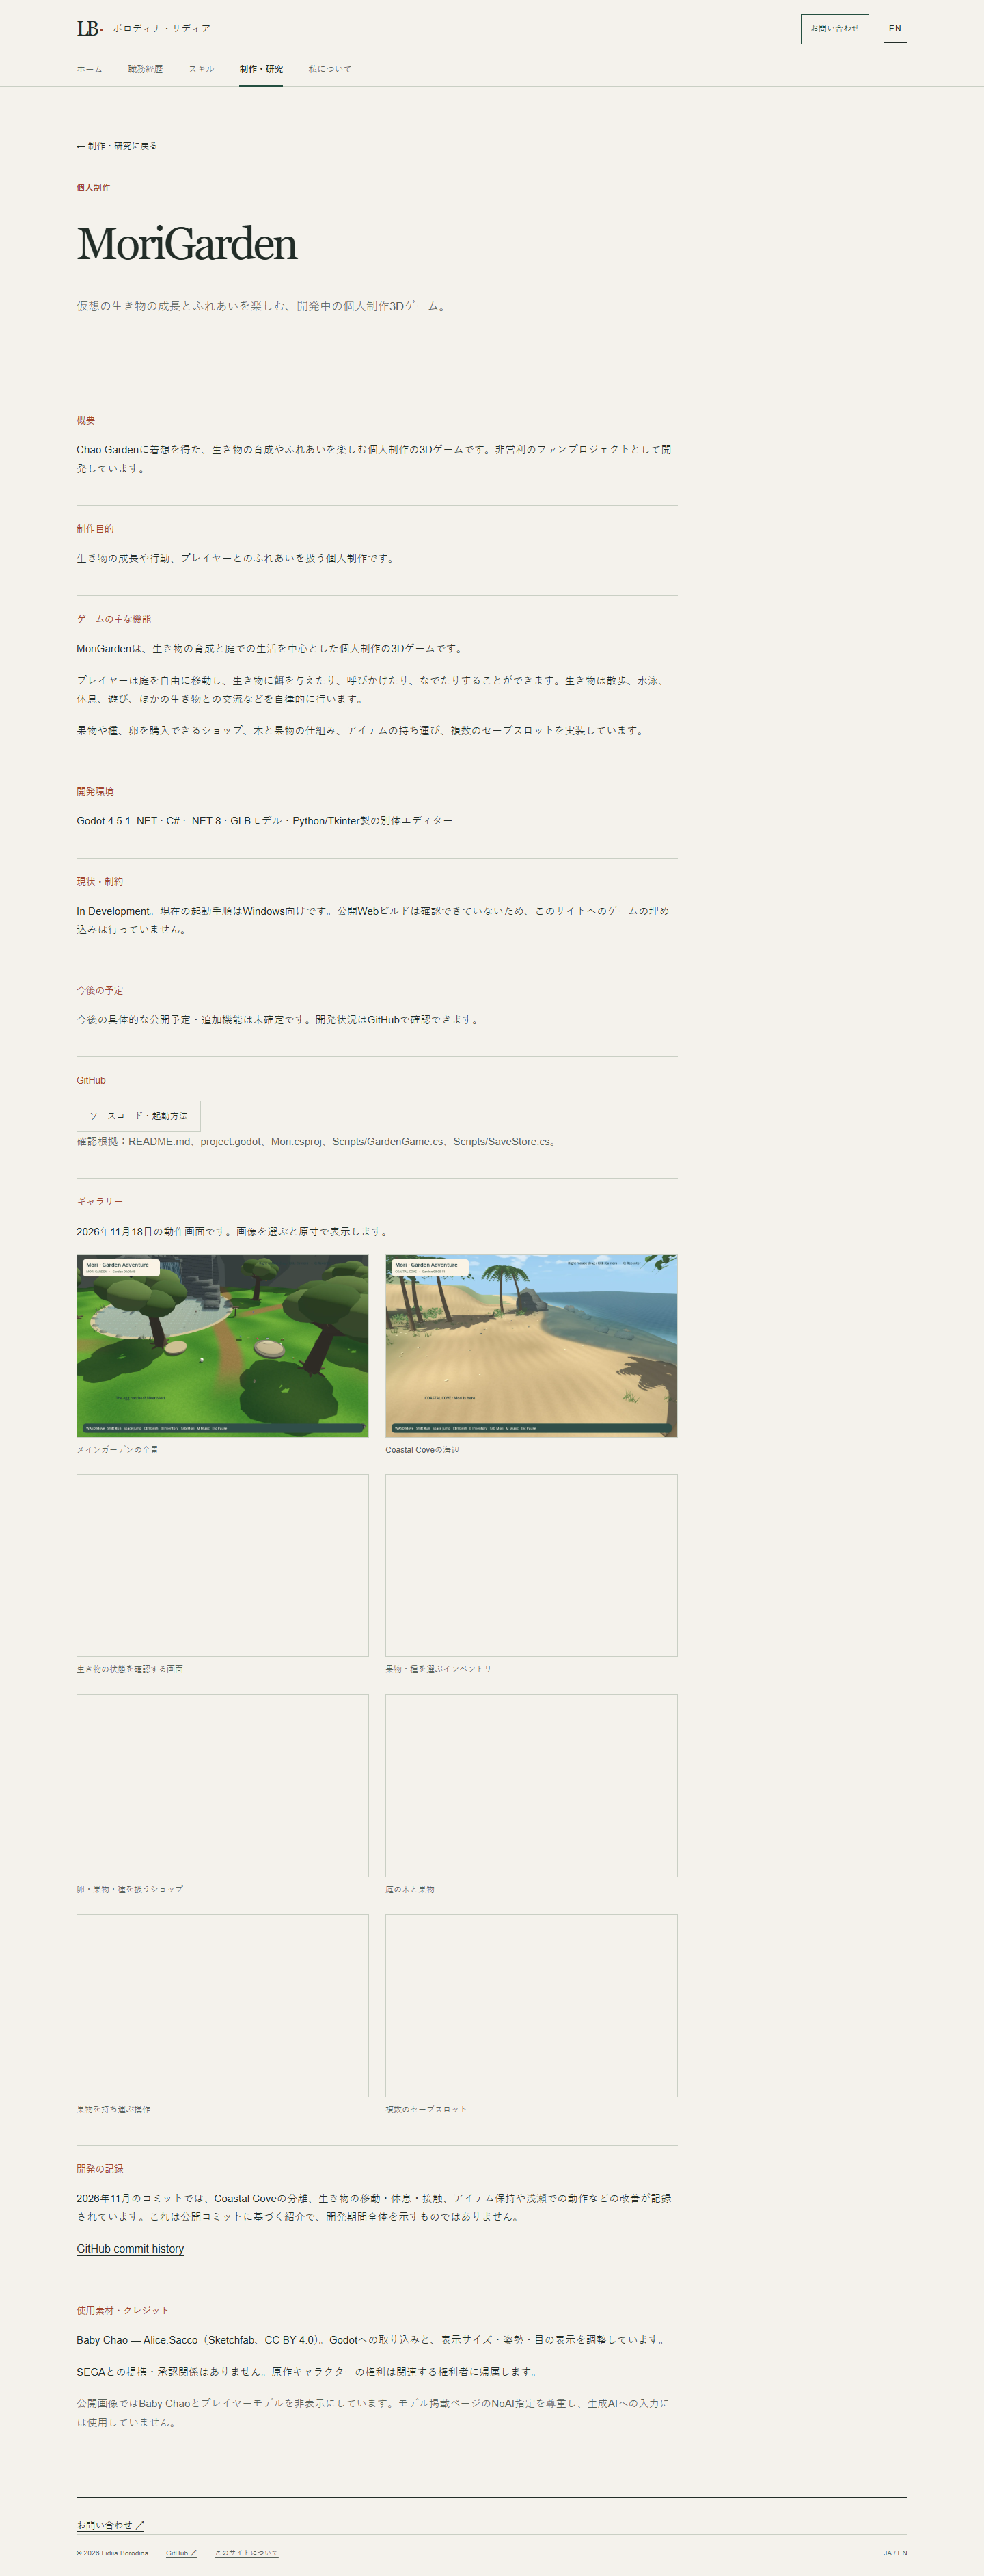 LB
ボロディナ・リディア
お問い合わせ
EN
ホーム
職務経歴
スキル
制作・研究
私について
← 制作・研究に戻る
個人制作
MoriGarden
仮想の生き物の成長とふれあいを楽しむ、開発中の個人制作3Dゲーム。
概要
Chao Gardenに着想を得た、生き物の育成やふれあいを楽しむ個人制作の3Dゲームです。非営利のファンプロジェクトとして開
発しています。
制作目的
生き物の成長や行動、プレイヤーとのふれあいを扱う個人制作です。
ゲームの主な機能
MoriGardenは、生き物の育成と庭での生活を中心とした個人制作の3Dゲームです。
プレイヤーは庭を自由に移動し、生き物に餌を与えたり、呼びかけたり、なでたりすることができます。生き物は散歩、水泳、
休息、遊び、ほかの生き物との交流などを自律的に行います。
果物や種、卵を購入できるショップ、木と果物の仕組み、アイテムの持ち運び、複数のセーブスロットを実装しています。
開発環境
Godot 4.5.1 .NET · C# · .NET 8 · GLBモデル・Python/Tkinter製の別体エディター
現状・制約
In Development。現在の起動手順はWindows向けです。公開Webビルドは確認できていないため、このサイトへのゲームの埋め
込みは行っていません。
今後の予定
今後の具体的な公開予定・追加機能は未確定です。開発状況はGitHubで確認できます。
GitHub
ソースコード・起動方法
確認根拠：README.md、project.godot、Mori.csproj、Scripts/GardenGame.cs、Scripts/SaveStore.cs。
ギャラリー
2026年11月18日の動作画面です。画像を選ぶと原寸で表示します。
Mori · Garden Adventure
Mori · Garden Adventure
メインガーデンの全景
Coastal Coveの海辺
生き物の状態を確認する画面
果物・種を選ぶインベントリ
卵・果物・種を扱うショップ
庭の木と果物
果物を持ち運ぶ操作
複数のセーブスロット
開発の記録
2026年11月のコミットでは、Coastal Coveの分離、生き物の移動・休息・接触、アイテム保持や浅瀬での動作などの改善が記録
されています。これは公開コミットに基づく紹介で、開発期間全体を示すものではありません。
GitHub commit history
使用素材・クレジット
Baby Chao — Alice.Sacco（Sketchfab、CC BY 4.0）。Godotへの取り込みと、表示サイズ・姿勢・目の表示を調整しています。
SEGAとの提携・承認関係はありません。原作キャラクターの権利は関連する権利者に帰属します。
公開画像ではBaby Chaoとプレイヤーモデルを非表示にしています。モデル掲載ページのNoAI指定を尊重し、生成AIへの入力に
は使用していません。
お問い合わせ ↗
© 2026 Lidiia Borodina
GitHub ↗
このサイトについて
JA / EN